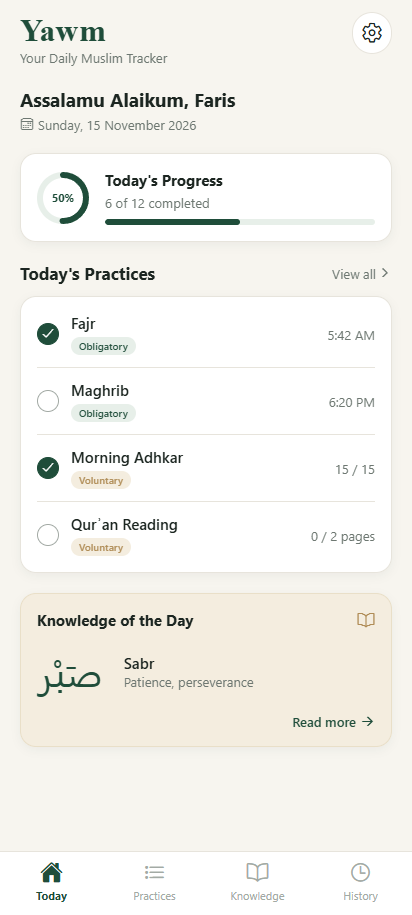 Yawm
Your Daily Muslim Tracker
Assalamu Alaikum, Faris
Sunday, 15 November 2026
50%
Today's Progress
6 of 12 completed
Today's Practices
View all
Fajr
Obligatory
5:42 AM
Maghrib
Obligatory
6:20 PM
Morning Adhkar
Voluntary
15 / 15
Qurʾan Reading
Voluntary
0 / 2 pages
Knowledge of the Day
صَبْر
Sabr
Patience, perseverance
Read more
Today
Practices
Knowledge
History